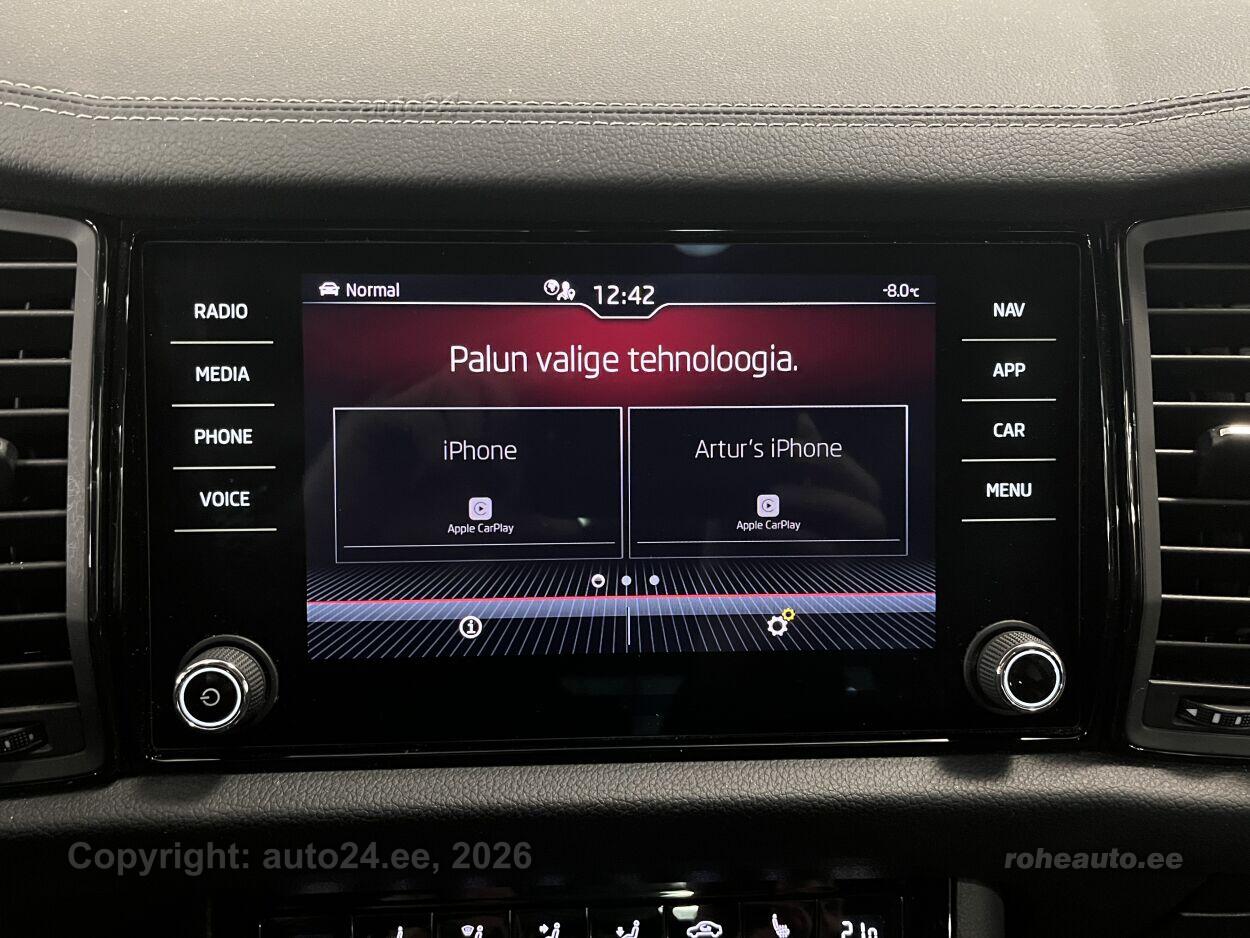 Normal
12:42
-8.0°C
RADIO
MEDIA
PHONE
VOICE
Palun valige tehnoloogia.
iPhone
Apple CarPlay
Artur's iPhone
Apple CarPlay
NAV
APP
CAR
MENU
Copyright: auto24.ee, 2026
roheauto.ee